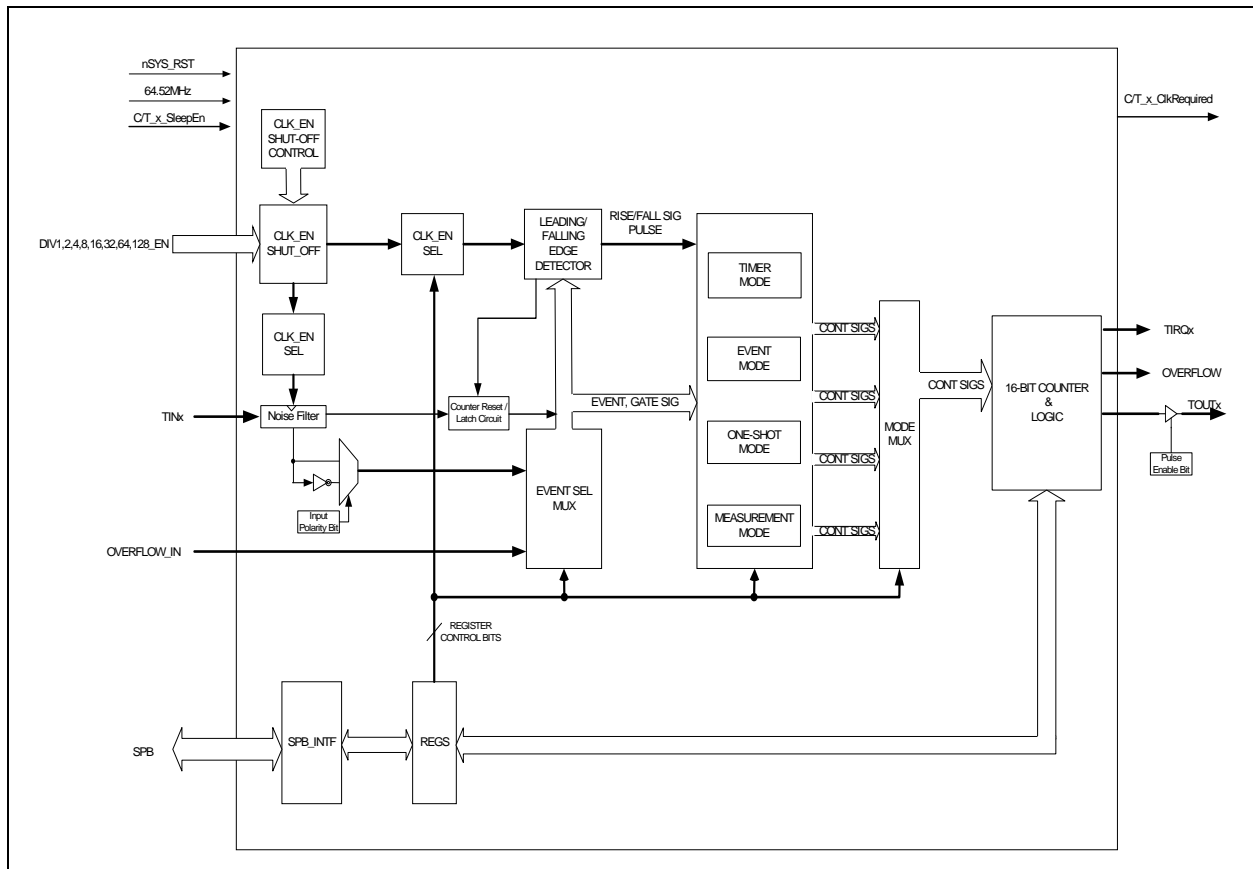 nSYS_RST
64.52MHz
C/T_x_SleepEn
C/T_x_ClkRequired
CLK_EN
SHUT-OFF
CONTROL
DIV1,2,4,8,16,32,64,128_EN
CLK_EN
SHUT_OFF
CLK_EN
SEL
LEADING/
FALLING
EDGE
DETECTOR
RISE/FALL SIG
PULSE
TIMER
MODE
CLK_EN
SEL
CONT SIGS
TIRQx
EVENT
MODE
OVERFLOW
16-BIT COUNTER
&
LOGIC
CONT SIGS
CONT SIGS
EVENT, GATE SIG
TINx
Noise Filter
Counter Reset /
Latch Circuit
TOUTx
MODE
MUX
ONE-SHOT
MODE
CONT SIGS
Pulse
Enable Bit
EVENT SEL
MUX
Input
Polarity Bit
MEASUREMENT
MODE
CONT SIGS
OVERFLOW_IN
REGISTER
CONTROL BITS
SPB
SPB_INTF
REGS